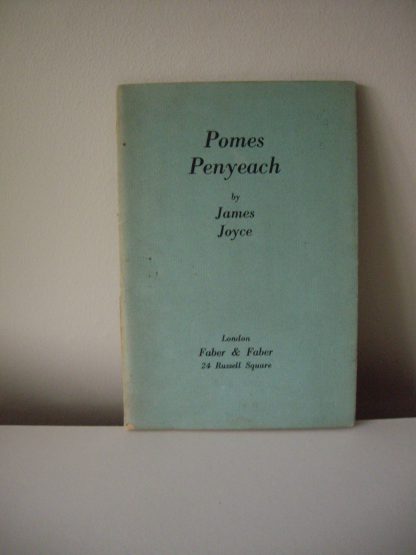 Pomes
Penyeach
by
James
Joyce
London
Faber & Faber
24 Russell Square